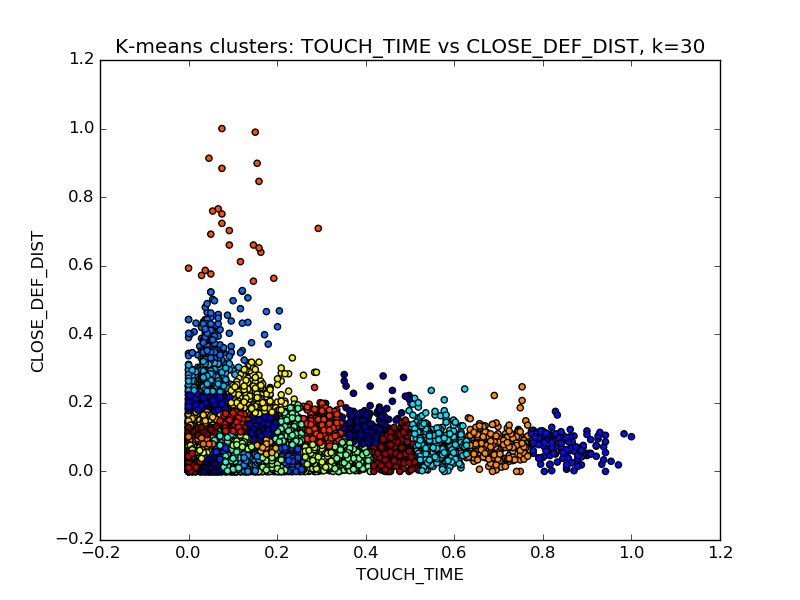 K-means clusters: TOUCH_TIME vs CLOSE_DEF_DIST, k=30
1.2
1.0
0.8
0.6
0.4
0.2
0.0
−0.2
CLOSE_DEF_DIST
−0.2 0.0 0.2 0.4 0.6 0.8 1.0 1.2
TOUCH_TIME